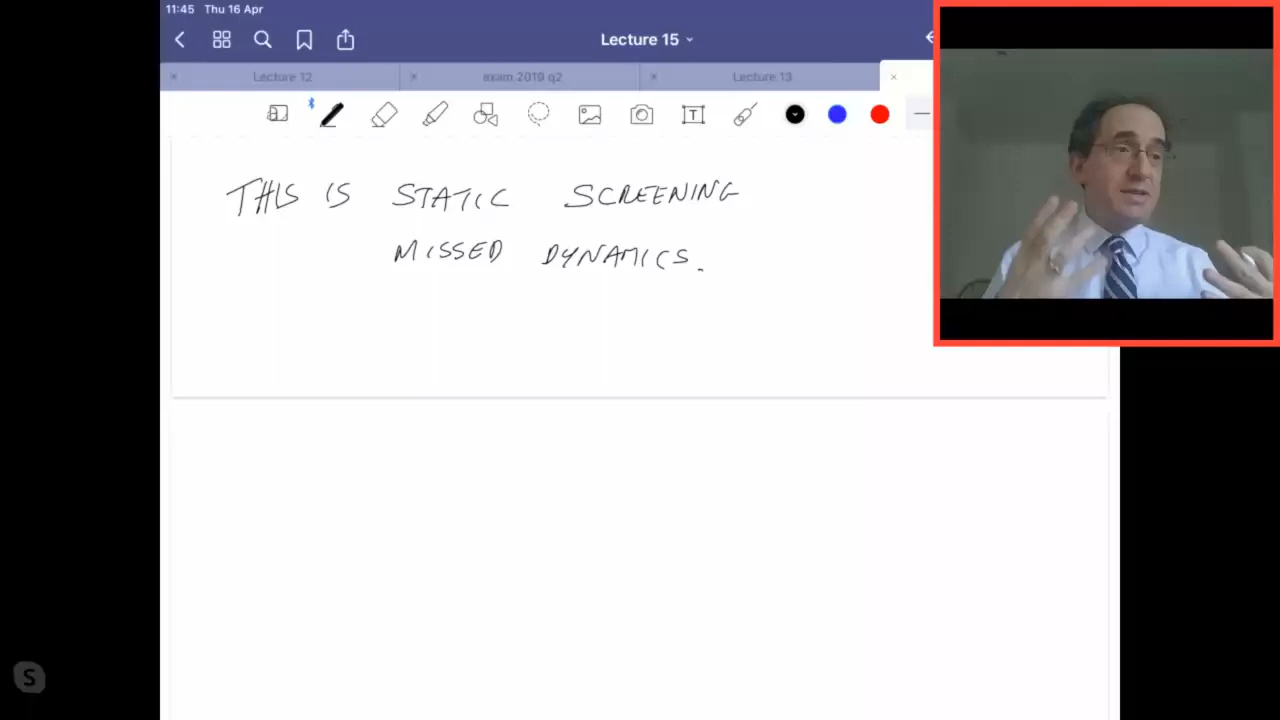 11:45 Thu 16 Apr
Lecture 15
Lecture 12 exam 2019 q2 Lecture 13
T
THIS IS STATIC SCREENING
MISSED DYNAMICS.
S